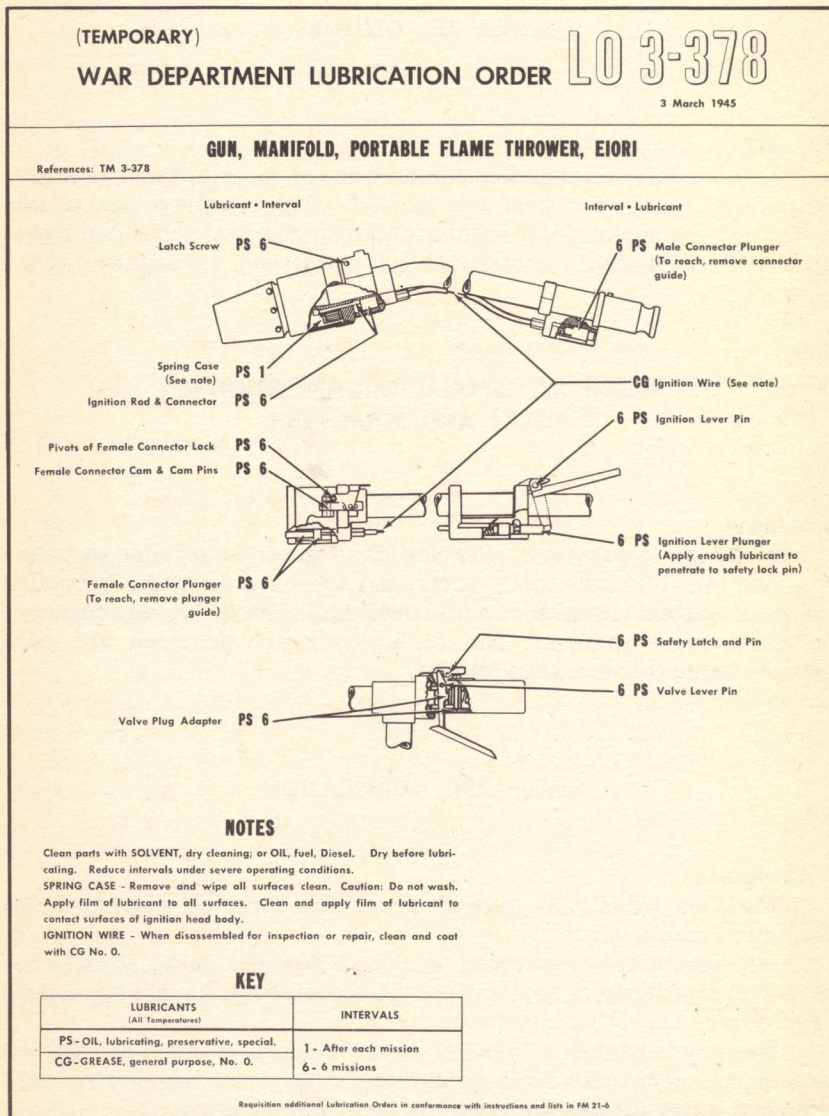 (TEMPORARY)
WAR DEPARTMENT LUBRICATION ORDER LO 3-378
3 March 1945
GUN, MANIFOLD, PORTABLE FLAME THROWER, EIORI
References: TM 3-378
Lubricant • Interval
Interval • Lubricant
Latch Screw PS 6
6 PS Male Connector Plunger
(To reach, remove connector
guide)
Spring Case PS 1
(See note)
Ignition Rod & Connector PS 6
CG Ignition Wire (See note)
6 PS Ignition Lever Pin
Pivots of Female Connector Lock PS 6
Female Connector Cam & Cam Pins PS 6
6 PS Ignition Lever Plunger
(Apply enough lubricant to
penetrate to safety lock pin)
Female Connector Plunger PS 6
(To reach, remove plunger
guide)
6 PS Safety Latch and Pin
6 PS Valve Lever Pin
Valve Plug Adapter PS 6
NOTES
Clean parts with SOLVENT, dry cleaning; or OIL, fuel, Diesel. Dry before lubri-
cating. Reduce intervals under severe operating conditions.
SPRING CASE - Remove and wipe all surfaces clean. Caution: Do not wash.
Apply film of lubricant to all surfaces. Clean and apply film of lubricant to
contact surfaces of ignition head body.
IGNITION WIRE - When disassembled for inspection or repair, clean and coat
with CG No. 0.
KEY
LUBRICANTS
(All Temperatures)
INTERVALS
PS - OIL, lubricating, preservative, special.
CG - GREASE, general purpose, No. 0.
1 - After each mission
6 - 6 missions
Requisition additional Lubrication Orders in conformance with instructions and lists in FM 21-6